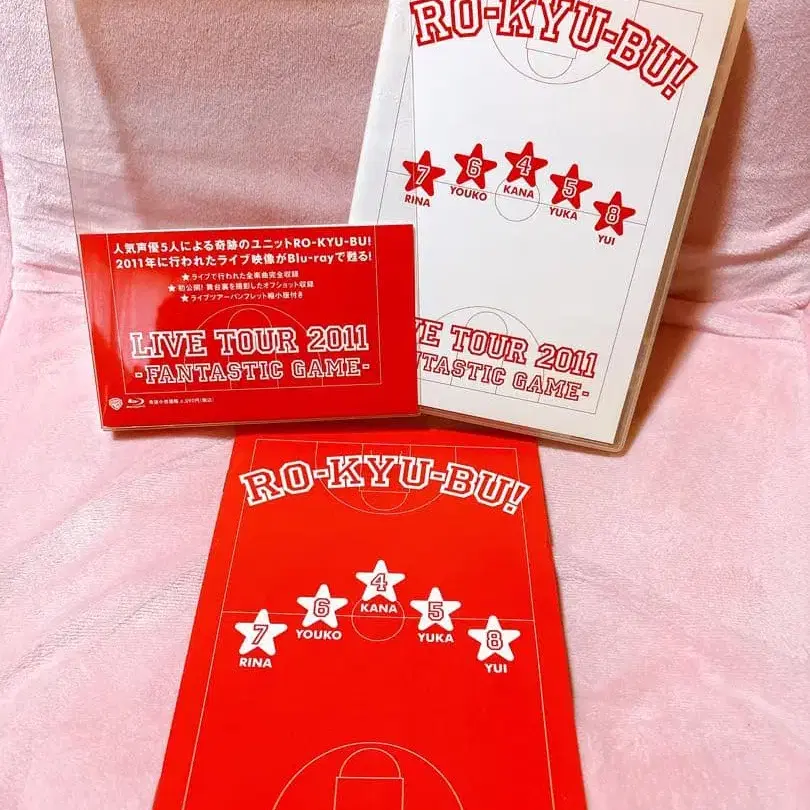 RO-KYU-BU!
7
6
4
5
8
RINA
YOUKO
KANA
YUKA
YUI
VE TOUR 2011
NTASTIC GAME-
人気声優5人による奇跡のユニットRO-KYU-BU!
2011年に行われたライブ映像がBlu-rayで甦る!
★ライブで行われた全楽曲完全収録
★初公開!舞台裏を撮影したオフショット収録
★ライブツアーパンフレット縮小版付き
LIVE TOUR 2011
-FANTASTIC GAME-
RO-KYU-BU!
4
KANA
6
5
YOUKO
YUKA
7
8
RINA
YUI